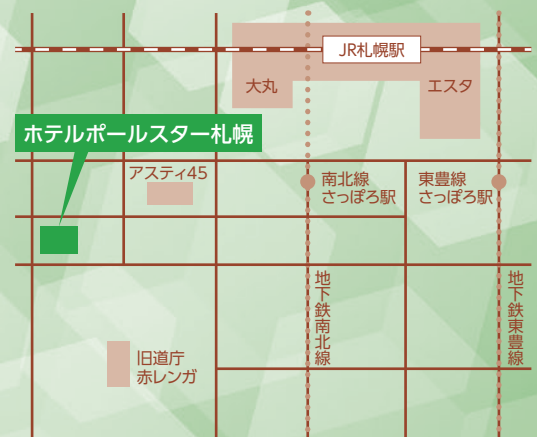 JR札幌駅
大丸
エスタ
ホテルポールスター札幌
アスティ45
南北線
さっぽろ駅
東豊線
さっぽろ駅
地下鉄南北線
地下鉄東豊線
旧道庁
赤レンガ